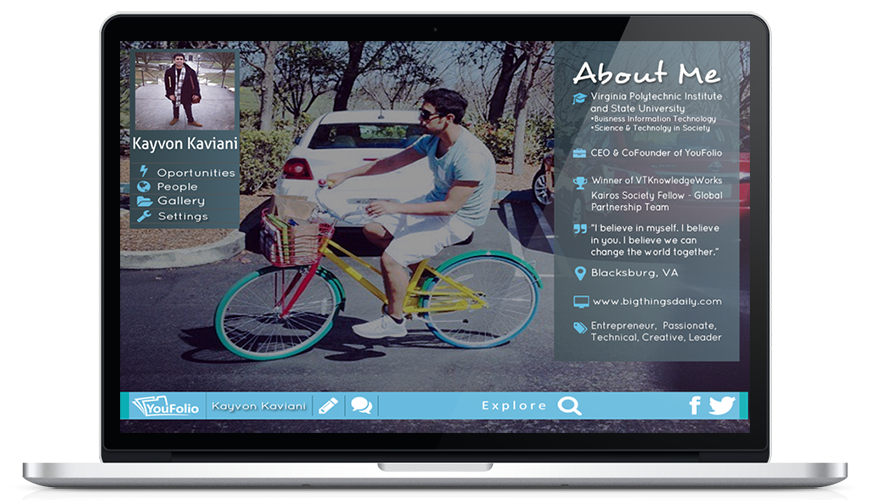 Kayvon Kaviani
Oportunities
People
Gallery
Settings
About Me
Virginia Polytechnic Institute
and State University
•Buisness Information Technology
•Science & Technolgy in Society
CEO & CoFounder of YouFolio
Winner of VTKnowledgeWorks
Kairos Society Fellow - Global
Partnership Team
"I believe in myself. I believe
in you. I believe we can
change the world together."
Blacksburg, VA
www.bigthingsdaily.com
Entrepreneur, Passionate,
Technical, Creative, Leader
YouFolio
Kayvon Kaviani
Explore